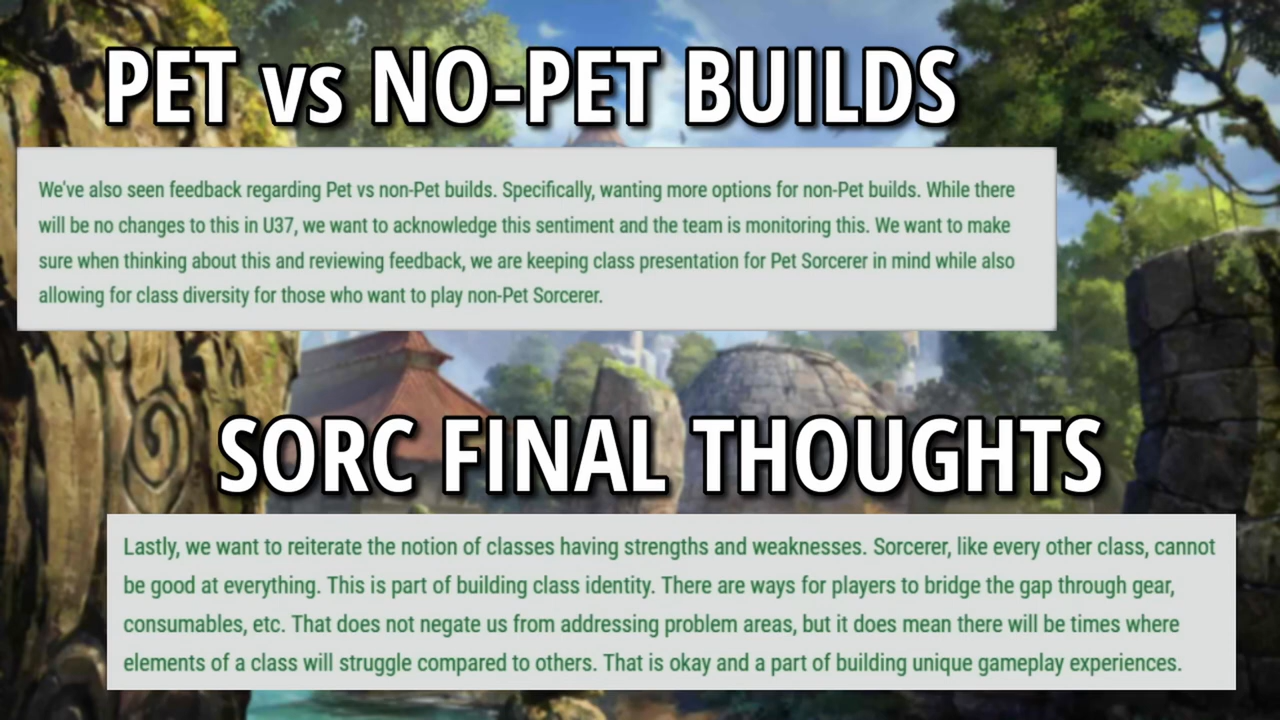 PET vs NO-PET BUILDS
We've also seen feedback regarding Pet vs non-Pet builds. Specifically, wanting more options for non-Pet builds. While there
will be no changes to this in U37, we want to acknowledge this sentiment and the team is monitoring this. We want to make
sure when thinking about this and reviewing feedback, we are keeping class presentation for Pet Sorcerer in mind while also
allowing for class diversity for those who want to play non-Pet Sorcerer.
SORC FINAL THOUGHTS
Lastly, we want to reiterate the notion of classes having strengths and weaknesses. Sorcerer, like every other class, cannot
be good at everything. This is part of building class identity. There are ways for players to bridge the gap through gear,
consumables, etc. That does not negate us from addressing problem areas, but it does mean there will be times where
elements of a class will struggle compared to others. That is okay and a part of building unique gameplay experiences.